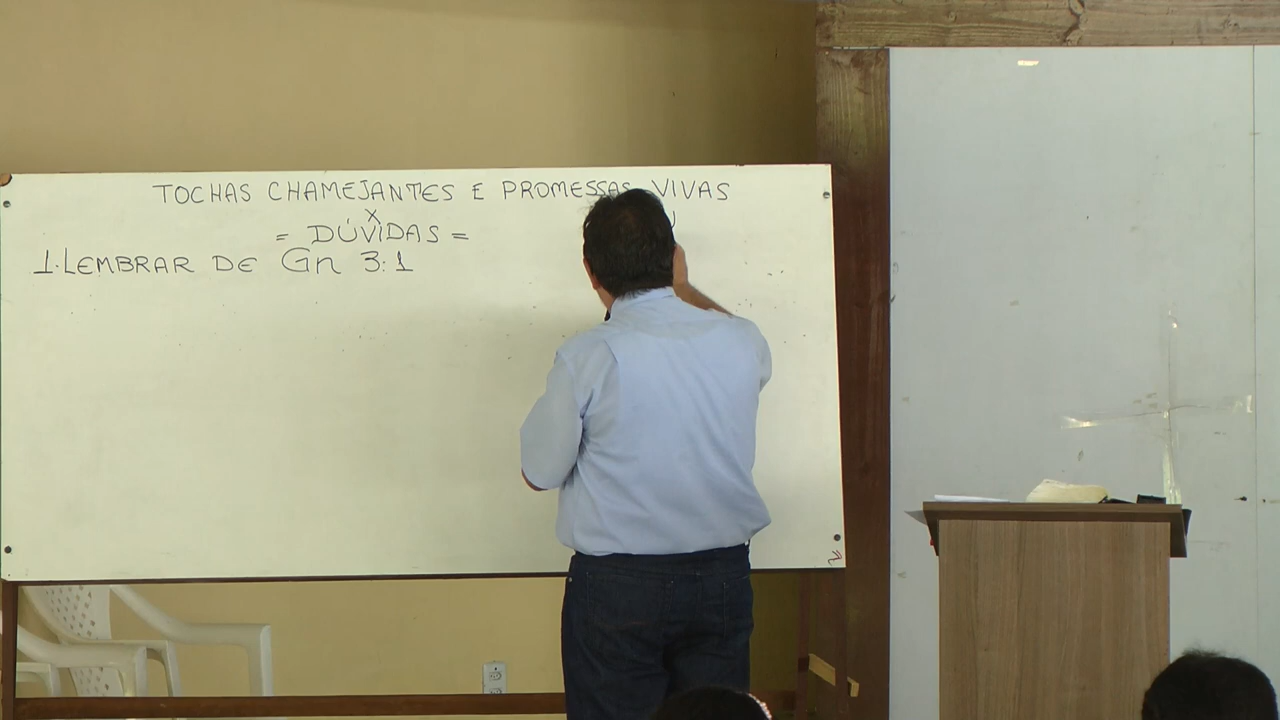 TOCHAS CHAMEJANTES E PROMESSAS VIVAS
X
= DÚVIDAS =
1. LEMBRAR DE Gn 3:1